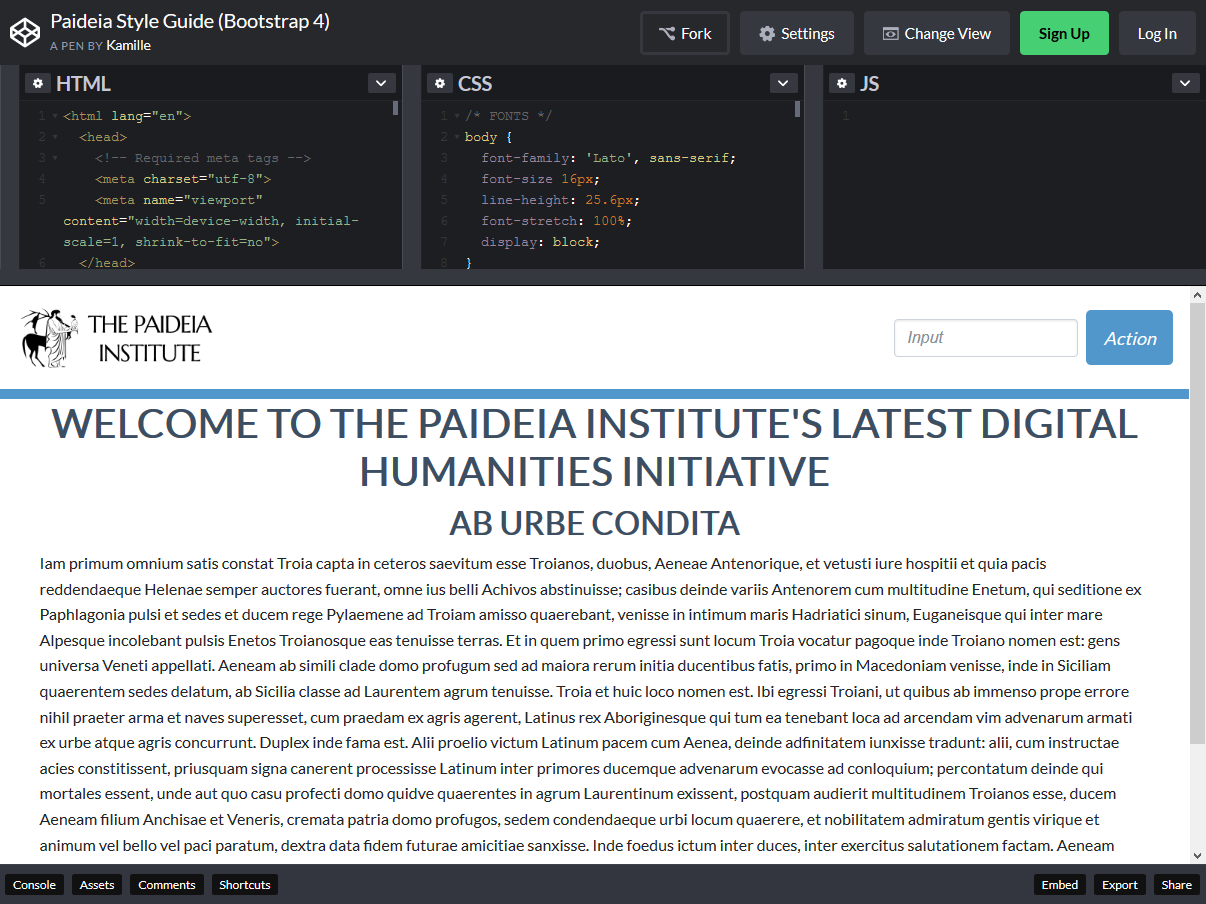 Paideia Style Guide (Bootstrap 4)
A PEN BY Kamille
Fork
Settings
Change View
Sign Up
Log In
HTML
1 <html lang="en">
2 <head>
3 <!-- Required meta tags -->
4 <meta charset="utf-8">
5 <meta name="viewport"
content="width=device-width, initial-
scale=1, shrink-to-fit=no">
6 </head>
CSS
1 /* FONTS */
2 body {
3 font-family: 'Lato', sans-serif;
4 font-size 16px;
5 line-height: 25.6px;
6 font-stretch: 100%;
7 display: block;
8 }
JS
1
THE PAIDEIA
INSTITUTE
Input
Action
WELCOME TO THE PAIDEIA INSTITUTE'S LATEST DIGITAL
HUMANITIES INITIATIVE
AB URBE CONDITA
Iam primum omnium satis constat Troia capta in ceteros saevitum esse Troianos, duobus, Aeneae Antenorique, et vetusti iure hospitii et quia pacis
reddendaeque Helenae semper auctores fuerant, omne ius belli Achivos abstinuisse; casibus deinde variis Antenorem cum multitudine Enetum, qui seditione ex
Paphlagonia pulsi et sedes et ducem rege Pylaemene ad Troiam amisso quaerebant, venisse in intimum maris Hadriatici sinum, Euganeisque qui inter mare
Alpesque incolebant pulsis Enetos Troianosque eas tenuisse terras. Et in quem primo egressi sunt locum Troia vocatur pagoque inde Troiano nomen est: gens
universa Veneti appellati. Aeneam ab simili clade domo profugum sed ad maiora rerum initia ducentibus fatis, primo in Macedoniam venisse, inde in Siciliam
quaerentem sedes delatum, ab Sicilia classe ad Laurentem agrum tenuisse. Troia et huic loco nomen est. Ibi egressi Troiani, ut quibus ab immenso prope errore
nihil praeter arma et naves superesset, cum praedam ex agris agerent, Latinus rex Aboriginesque qui tum ea tenebant loca ad arcendam vim advenarum armati
ex urbe atque agris concurrunt. Duplex inde fama est. Alii proelio victum Latinum pacem cum Aenea, deinde adfinitatem iunxisse tradunt: alii, cum instructae
acies constitissent, priusquam signa canerent processisse Latinum inter primores ducemque advenarum evocasse ad conloquium; percontatum deinde qui
mortales essent, unde aut quo casu profecti domo quidve quaerentes in agrum Laurentinum exissent, postquam audierit multitudinem Troianos esse, ducem
Aeneam filium Anchisae et Veneris, cremata patria domo profugos, sedem condendaeque urbi locum quaerere, et nobilitatem admiratum gentis virique et
animum vel bello vel paci paratum, dextra data fidem futurae amicitiae sanxisse. Inde foedus ictum inter duces, inter exercitus salutationem factam. Aeneam
Console
Assets
Comments
Shortcuts
Embed
Export
Share